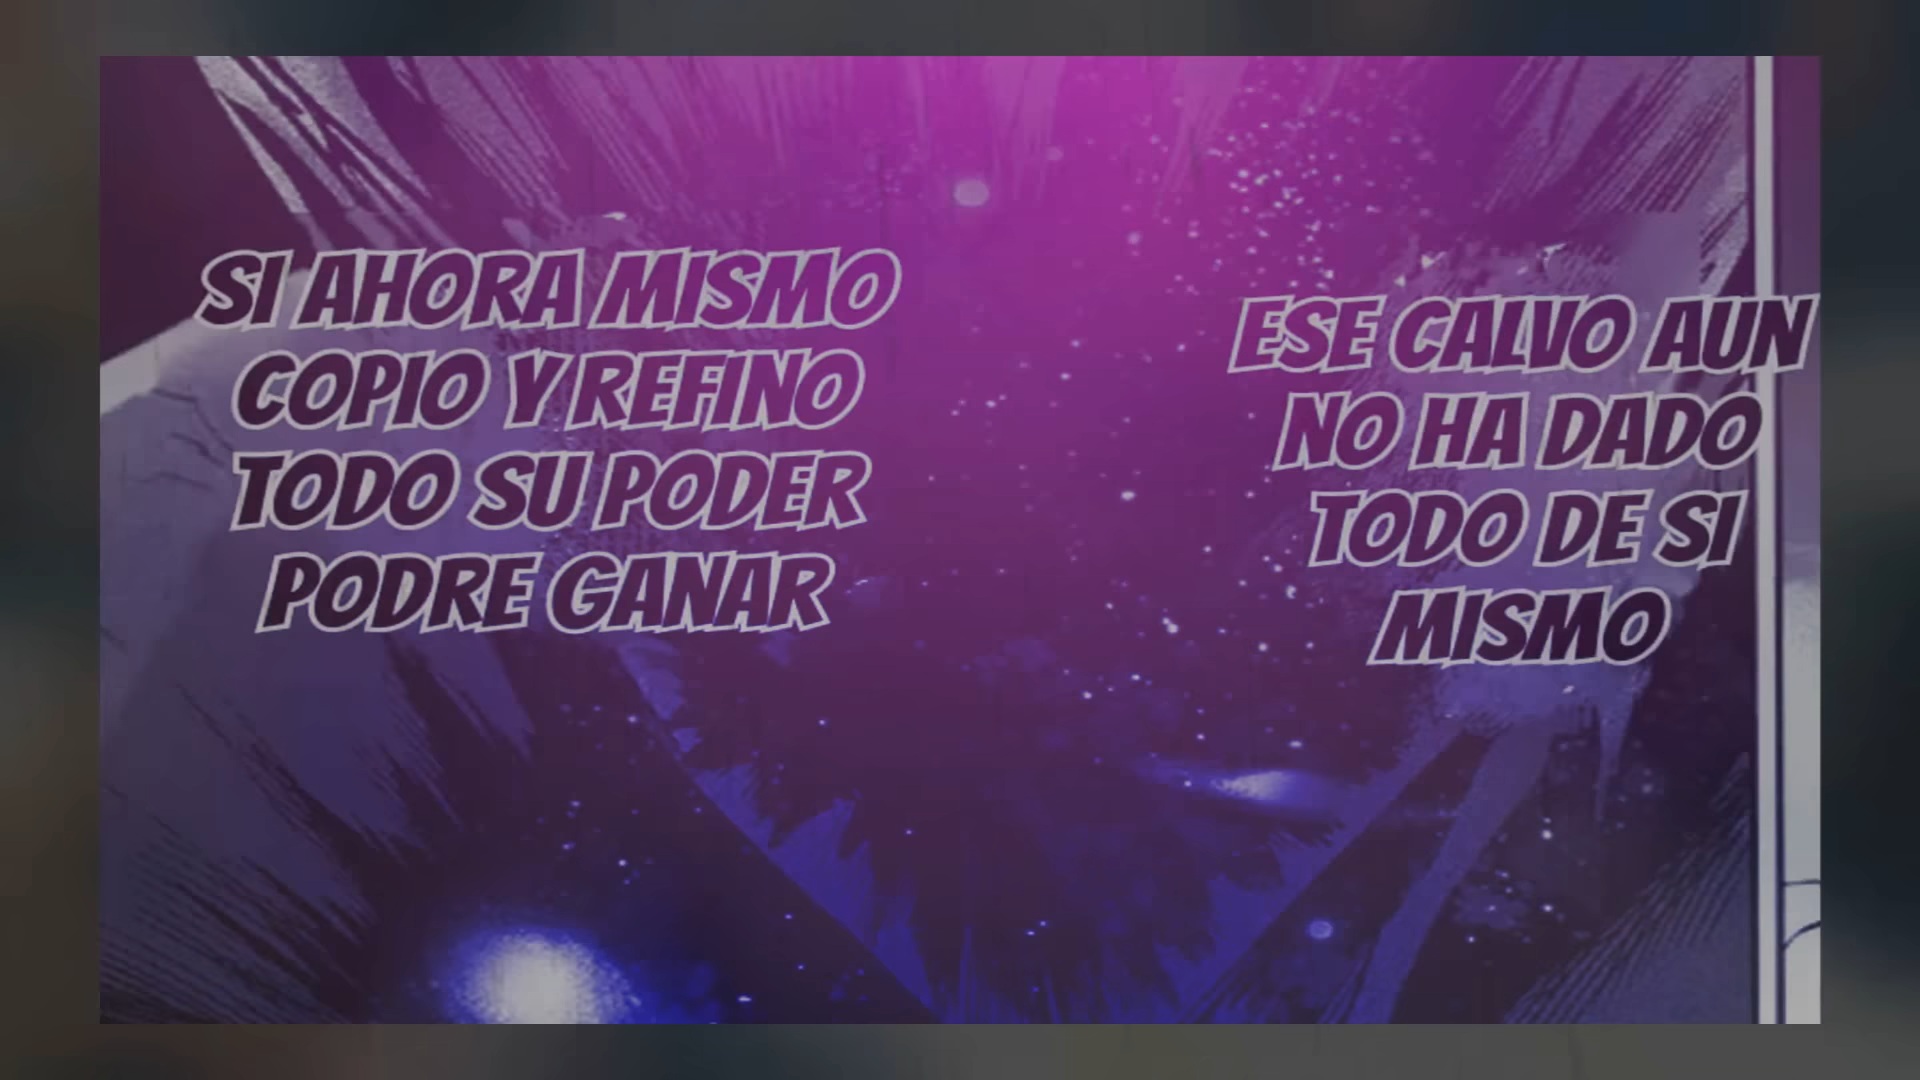 SI AHORA MISMO
COPIO Y REFINO
TODO SU PODER
PODRE GANAR
ESE CALVO AUN
NO HA DADO
TODO DE SI
MISMO